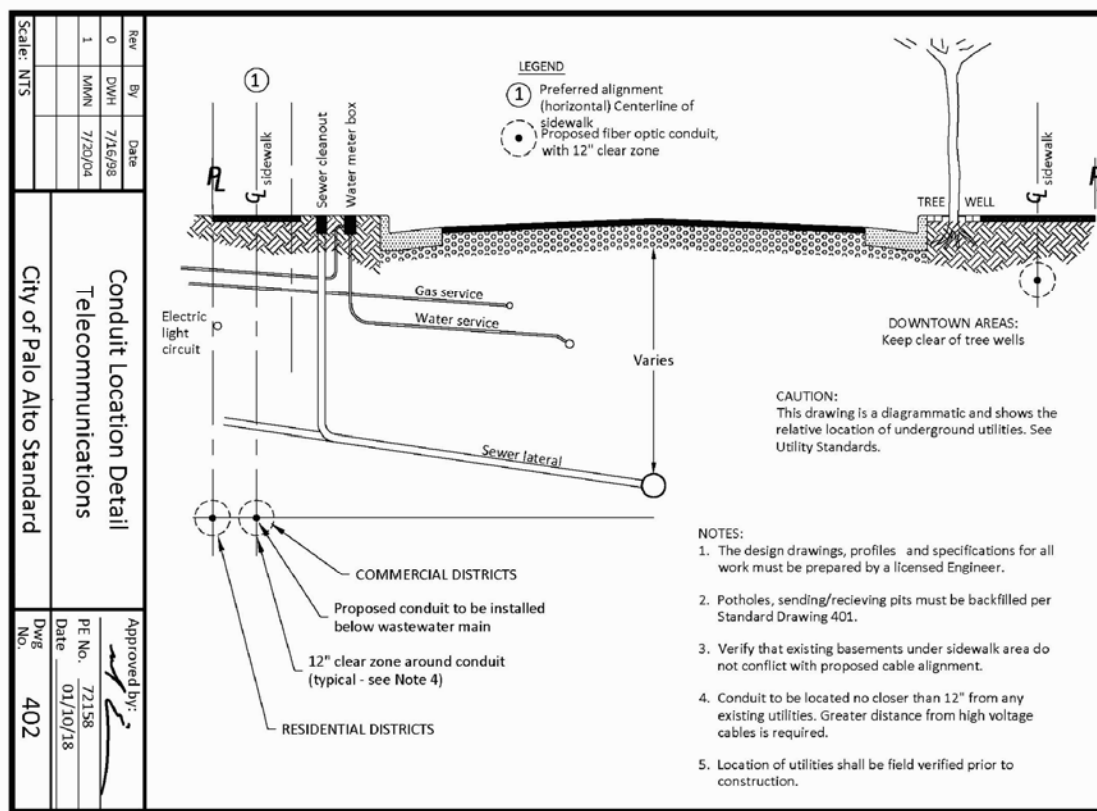 Rev By Date
0 DWH 7/16/98
1 MMN 7/20/04
Scale: NTS
Conduit Location Detail
Telecommunications
City of Palo Alto Standard
Approved by:
PE No. 72158
Date 01/10/18
Dwg No. 402
LEGEND
1 Preferred alignment
(horizontal) Centerline of
sidewalk
Proposed fiber optic conduit,
with 12" clear zone
1
PL
CL sidewalk
Sewer cleanout
Water meter box
TREE WELL
CL sidewalk
P
Gas service
Water service
Electric
light
circuit
Varies
Sewer lateral
DOWNTOWN AREAS:
Keep clear of tree wells
CAUTION:
This drawing is a diagrammatic and shows the
relative location of underground utilities. See
Utility Standards.
COMMERCIAL DISTRICTS
Proposed conduit to be installed
below wastewater main
12" clear zone around conduit
(typical - see Note 4)
RESIDENTIAL DISTRICTS
NOTES:
1. The design drawings, profiles and specifications for all
work must be prepared by a licensed Engineer.
2. Potholes, sending/recieving pits must be backfilled per
Standard Drawing 401.
3. Verify that existing basements under sidewalk area do
not conflict with proposed cable alignment.
4. Conduit to be located no closer than 12" from any
existing utilities. Greater distance from high voltage
cables is required.
5. Location of utilities shall be field verified prior to
construction.